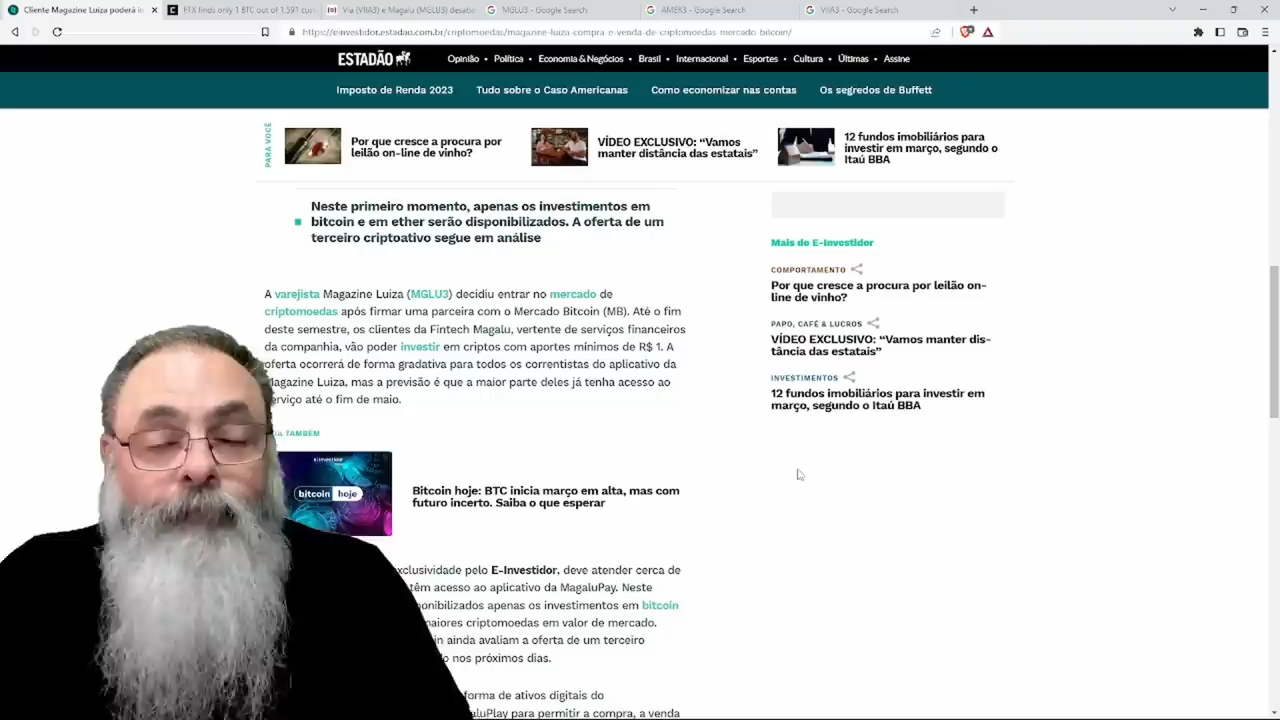 Cliente Magazine Luiza poderá in
FTX finds only 1 BTC out of 1,591 cus
Via (VIIA3) e Magalu (MGLU3) desaba
MGLU3 - Google Search
AMER3 - Google Search
VIIA3 - Google Search
https://einvestidor.estadao.com.br/criptomoedas/magazine-luiza-compra-e-venda-de-criptomoedas-mercado-bitcoin/
ESTADÃO
Opinião • Política • Economia & Negócios • Brasil • Internacional • Esportes • Cultura • Últimas • Assine
Imposto de Renda 2023
Tudo sobre o Caso Americanas
Como economizar nas contas
Os segredos de Buffett
PARA VOCÊ
Por que cresce a procura por
leilão on-line de vinho?
VÍDEO EXCLUSIVO: “Vamos
manter distância das estatais”
12 fundos imobiliários para
investir em março, segundo o
Itaú BBA
Neste primeiro momento, apenas os investimentos em
bitcoin e em ether serão disponibilizados. A oferta de um
terceiro criptoativo segue em análise
A varejista Magazine Luiza (MGLU3) decidiu entrar no mercado de
criptomoedas após firmar uma parceria com o Mercado Bitcoin (MB). Até o fim
deste semestre, os clientes da Fintech Magalu, vertente de serviços financeiros
da companhia, vão poder investir em criptos com aportes mínimos de R$ 1. A
oferta ocorrerá de forma gradativa para todos os correntistas do aplicativo da
Magazine Luiza, mas a previsão é que a maior parte deles já tenha acesso ao
serviço até o fim de maio.
TAMBÉM
E-Investidor
bitcoin hoje
Bitcoin hoje: BTC inicia março em alta, mas com
futuro incerto. Saiba o que esperar
xclusividade pelo E-Investidor, deve atender cerca de
têm acesso ao aplicativo da MagaluPay. Neste
ponibilizados apenas os investimentos em bitcoin
maiores criptomoedas em valor de mercado.
in ainda avaliam a oferta de um terceiro
nos próximos dias.
forma de ativos digitais do
aluPlay para permitir a compra, a venda
Mais do E-Investidor
COMPORTAMENTO
Por que cresce a procura por leilão on-
line de vinho?
PAPO, CAFÉ & LUCROS
VÍDEO EXCLUSIVO: “Vamos manter dis-
tância das estatais”
INVESTIMENTOS
12 fundos imobiliários para investir em
março, segundo o Itaú BBA